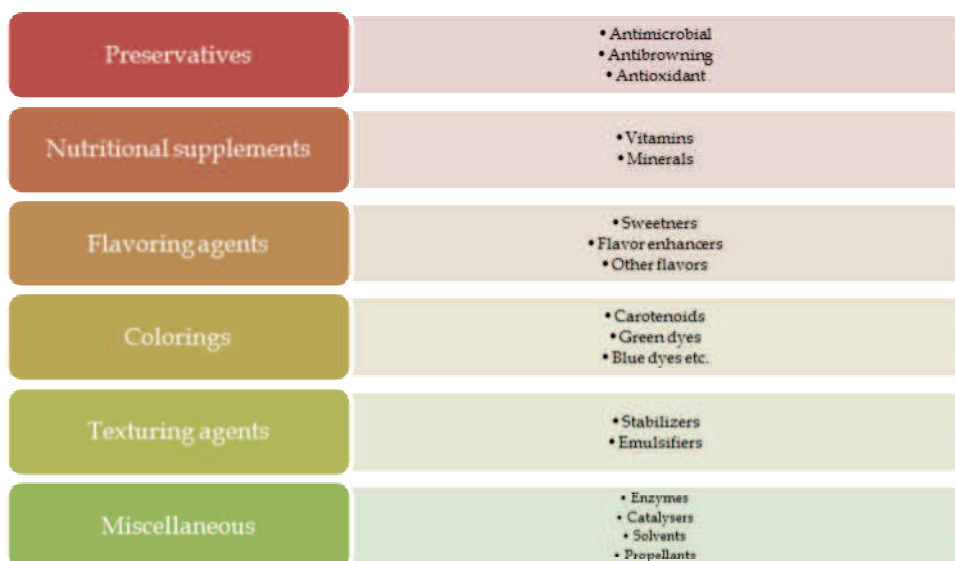 Preservatives
• Antimicrobial
• Antibrowning
• Antioxidant
Nutritional supplements
• Vitamins
• Minerals
Flavoring agents
• Sweetners
• Flavor enhancers
• Other flavors
Colorings
• Carotenoids
• Green dyes
• Blue dyes etc.
Texturing agents
• Stabilizers
• Emulsifiers
Miscellaneous
• Enzymes
• Catalysers
• Solvents
• Propellants